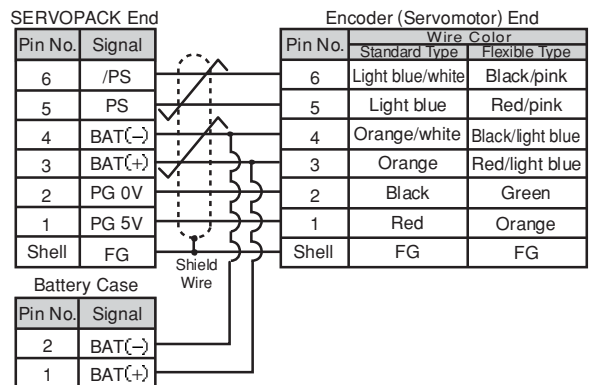 SERVOPACK End
Pin No. Signal
6 /PS
5 PS
4 BAT(−)
3 BAT(+)
2 PG 0V
1 PG 5V
Shell FG
Shield
Wire
Encoder (Servomotor) End
Pin No. Wire Color
Standard Type Flexible Type
6 Light blue/white Black/pink
5 Light blue Red/pink
4 Orange/white Black/light blue
3 Orange Red/light blue
2 Black Green
1 Red Orange
Shell FG FG
Battery Case
Pin No. Signal
2 BAT(−)
1 BAT(+)